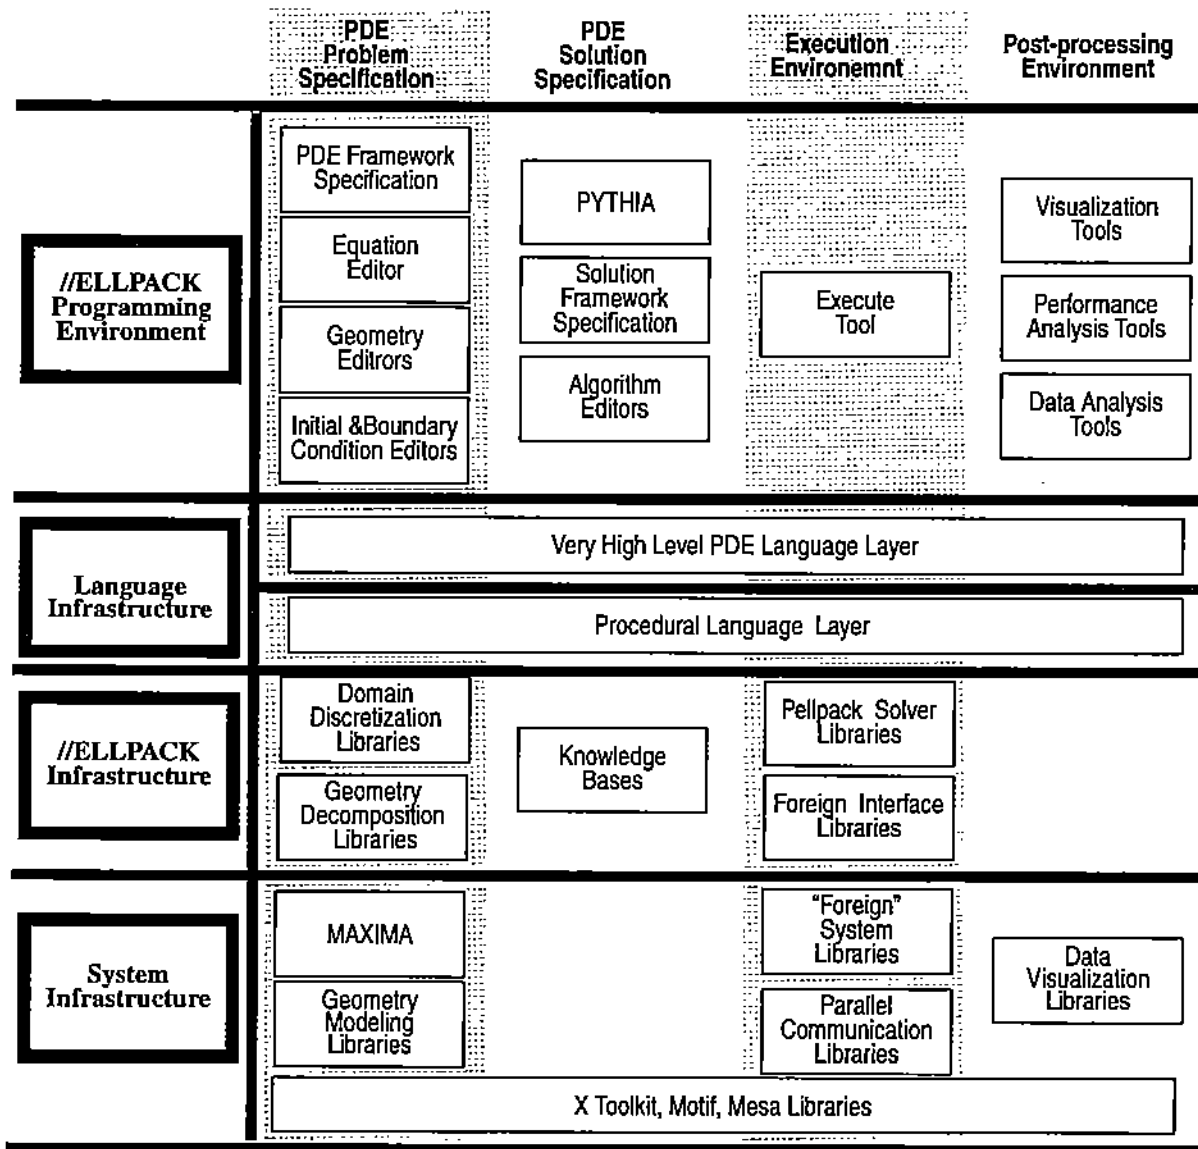 PDE
Problem
Specification
PDE
Solution
Specification
Execution
Environemnt
Post-processing
Environment
//ELLPACK
Programming
Environment
PDE Framework
Specification
Equation
Editor
Geometry
Editrors
Initial &Boundary
Condition Editors
PYTHIA
Solution
Framework
Specification
Algorithm
Editors
Execute
Tool
Visualization
Tools
Performance
Analysis Tools
Data Analysis
Tools
Language
Infrastructure
Very High Level PDE Language Layer
Procedural Language Layer
//ELLPACK
Infrastructure
Domain
Discretization
Libraries
Geometry
Decomposition
Libraries
Knowledge
Bases
Pellpack Solver
Libraries
Foreign Interface
Libraries
System
Infrastructure
MAXIMA
Geometry
Modeling
Libraries
"Foreign"
System
Libraries
Parallel
Communication
Libraries
Data
Visualization
Libraries
X Toolkit, Motif, Mesa Libraries